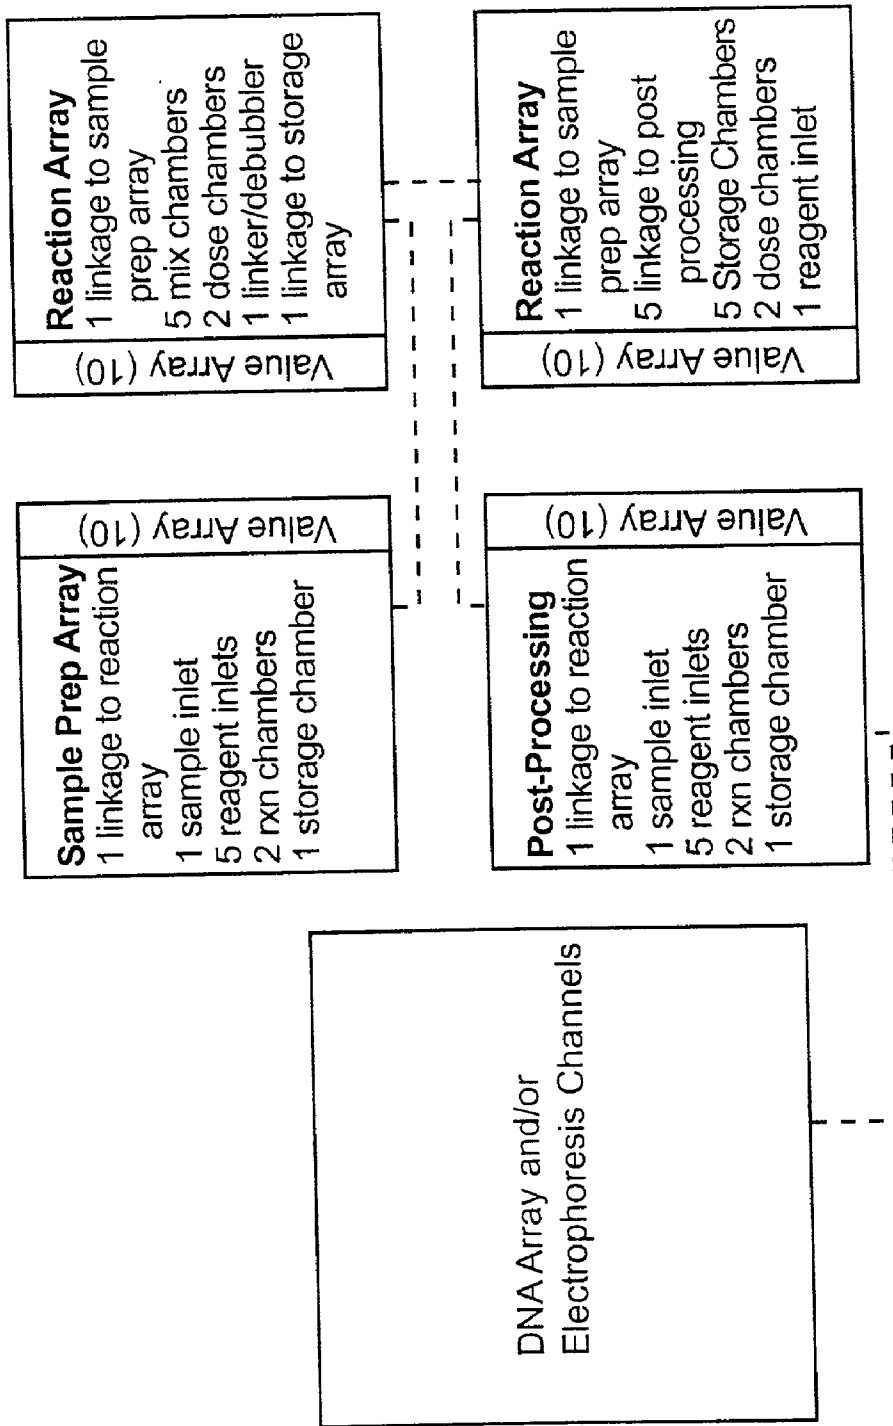 Sample Prep Array
1 linkage to reaction
array
1 sample inlet
5 reagent inlets
2 rxn chambers
1 storage chamber
Value Array (10)
Value Array (10)
Reaction Array
1 linkage to sample
prep array
5 mix chambers
2 dose chambers
1 linker/debubbler
1 linkage to storage
array
DNA Array and/or
Electrophoresis Channels
Post-Processing
1 linkage to reaction
array
1 sample inlet
5 reagent inlets
2 rxn chambers
1 storage chamber
Value Array (10)
Value Array (10)
Reaction Array
1 linkage to sample
prep array
5 linkage to post
processing
5 Storage Chambers
2 dose chambers
1 reagent inlet